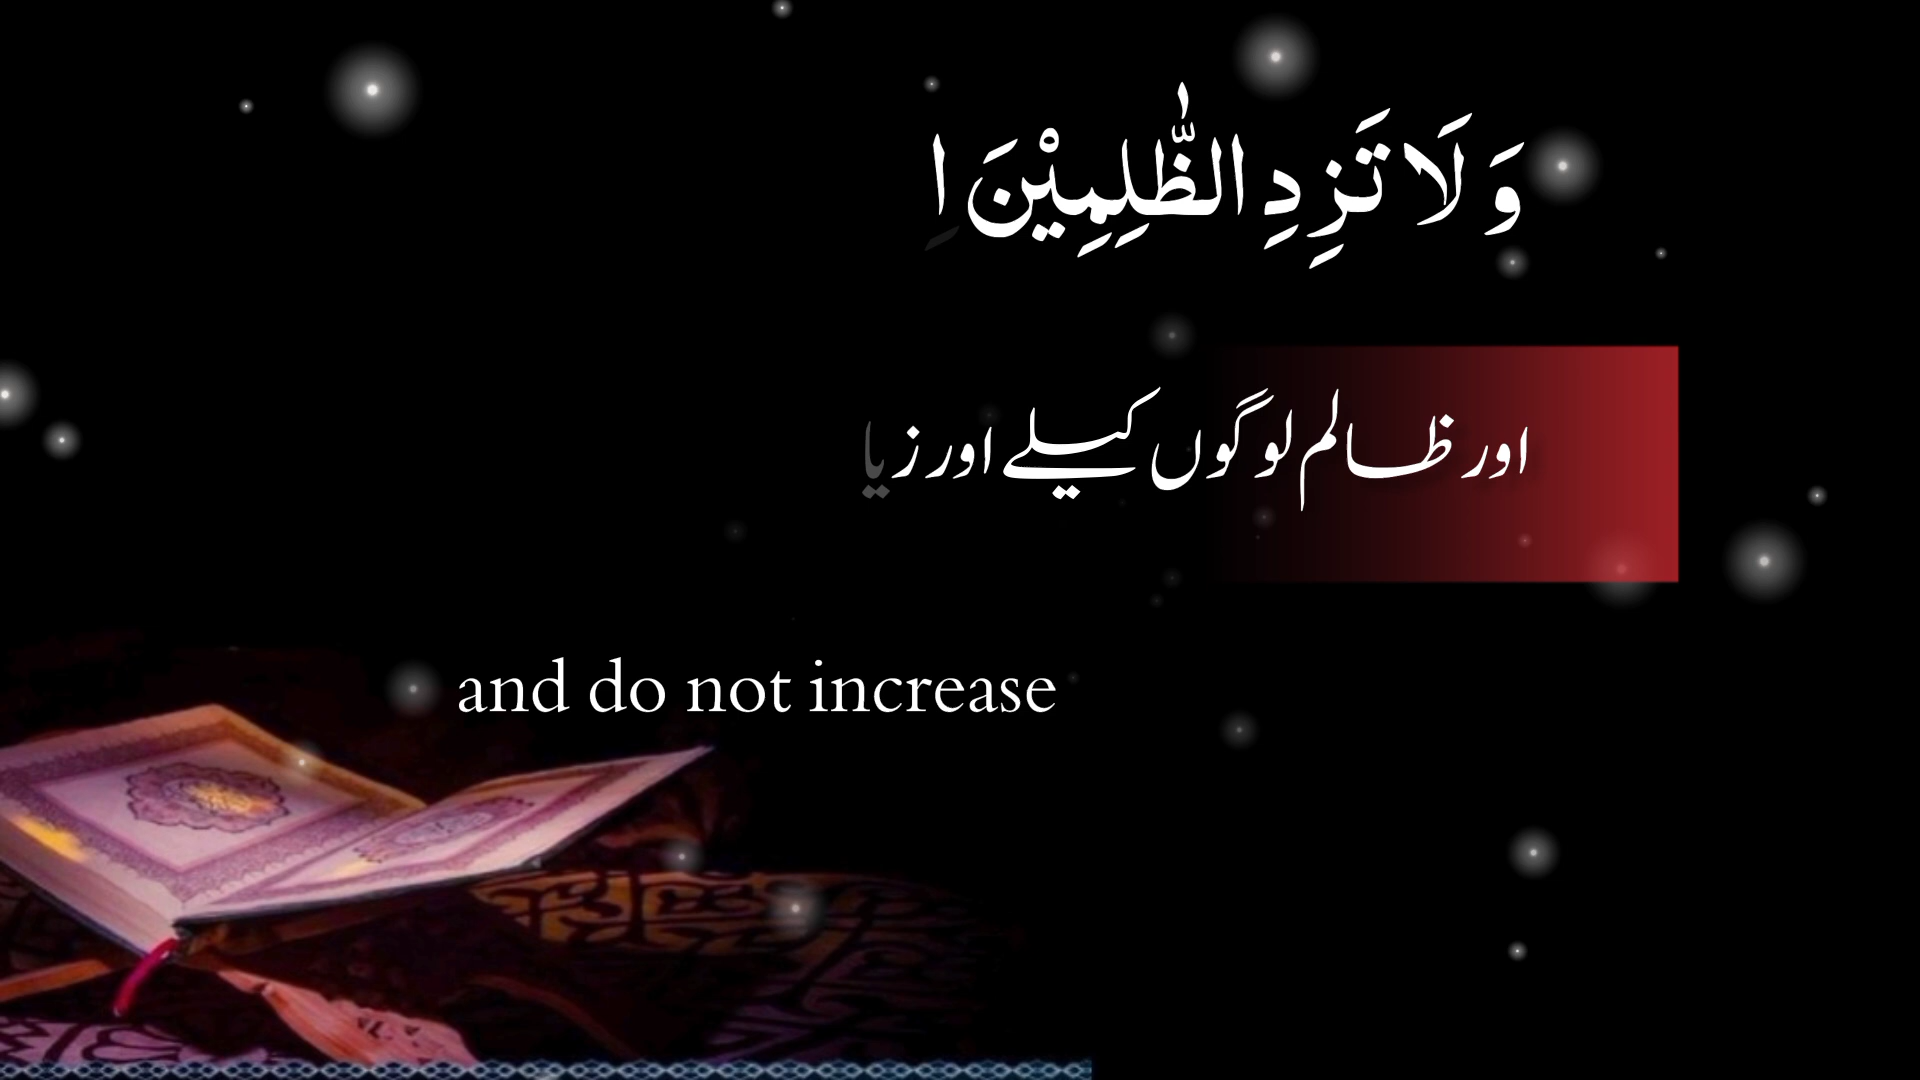 وَلَا تَزِدِ الظّٰلِمِیْنَ اِ
اور ظالم لوگوں کیلے اور زیا
and do not increase